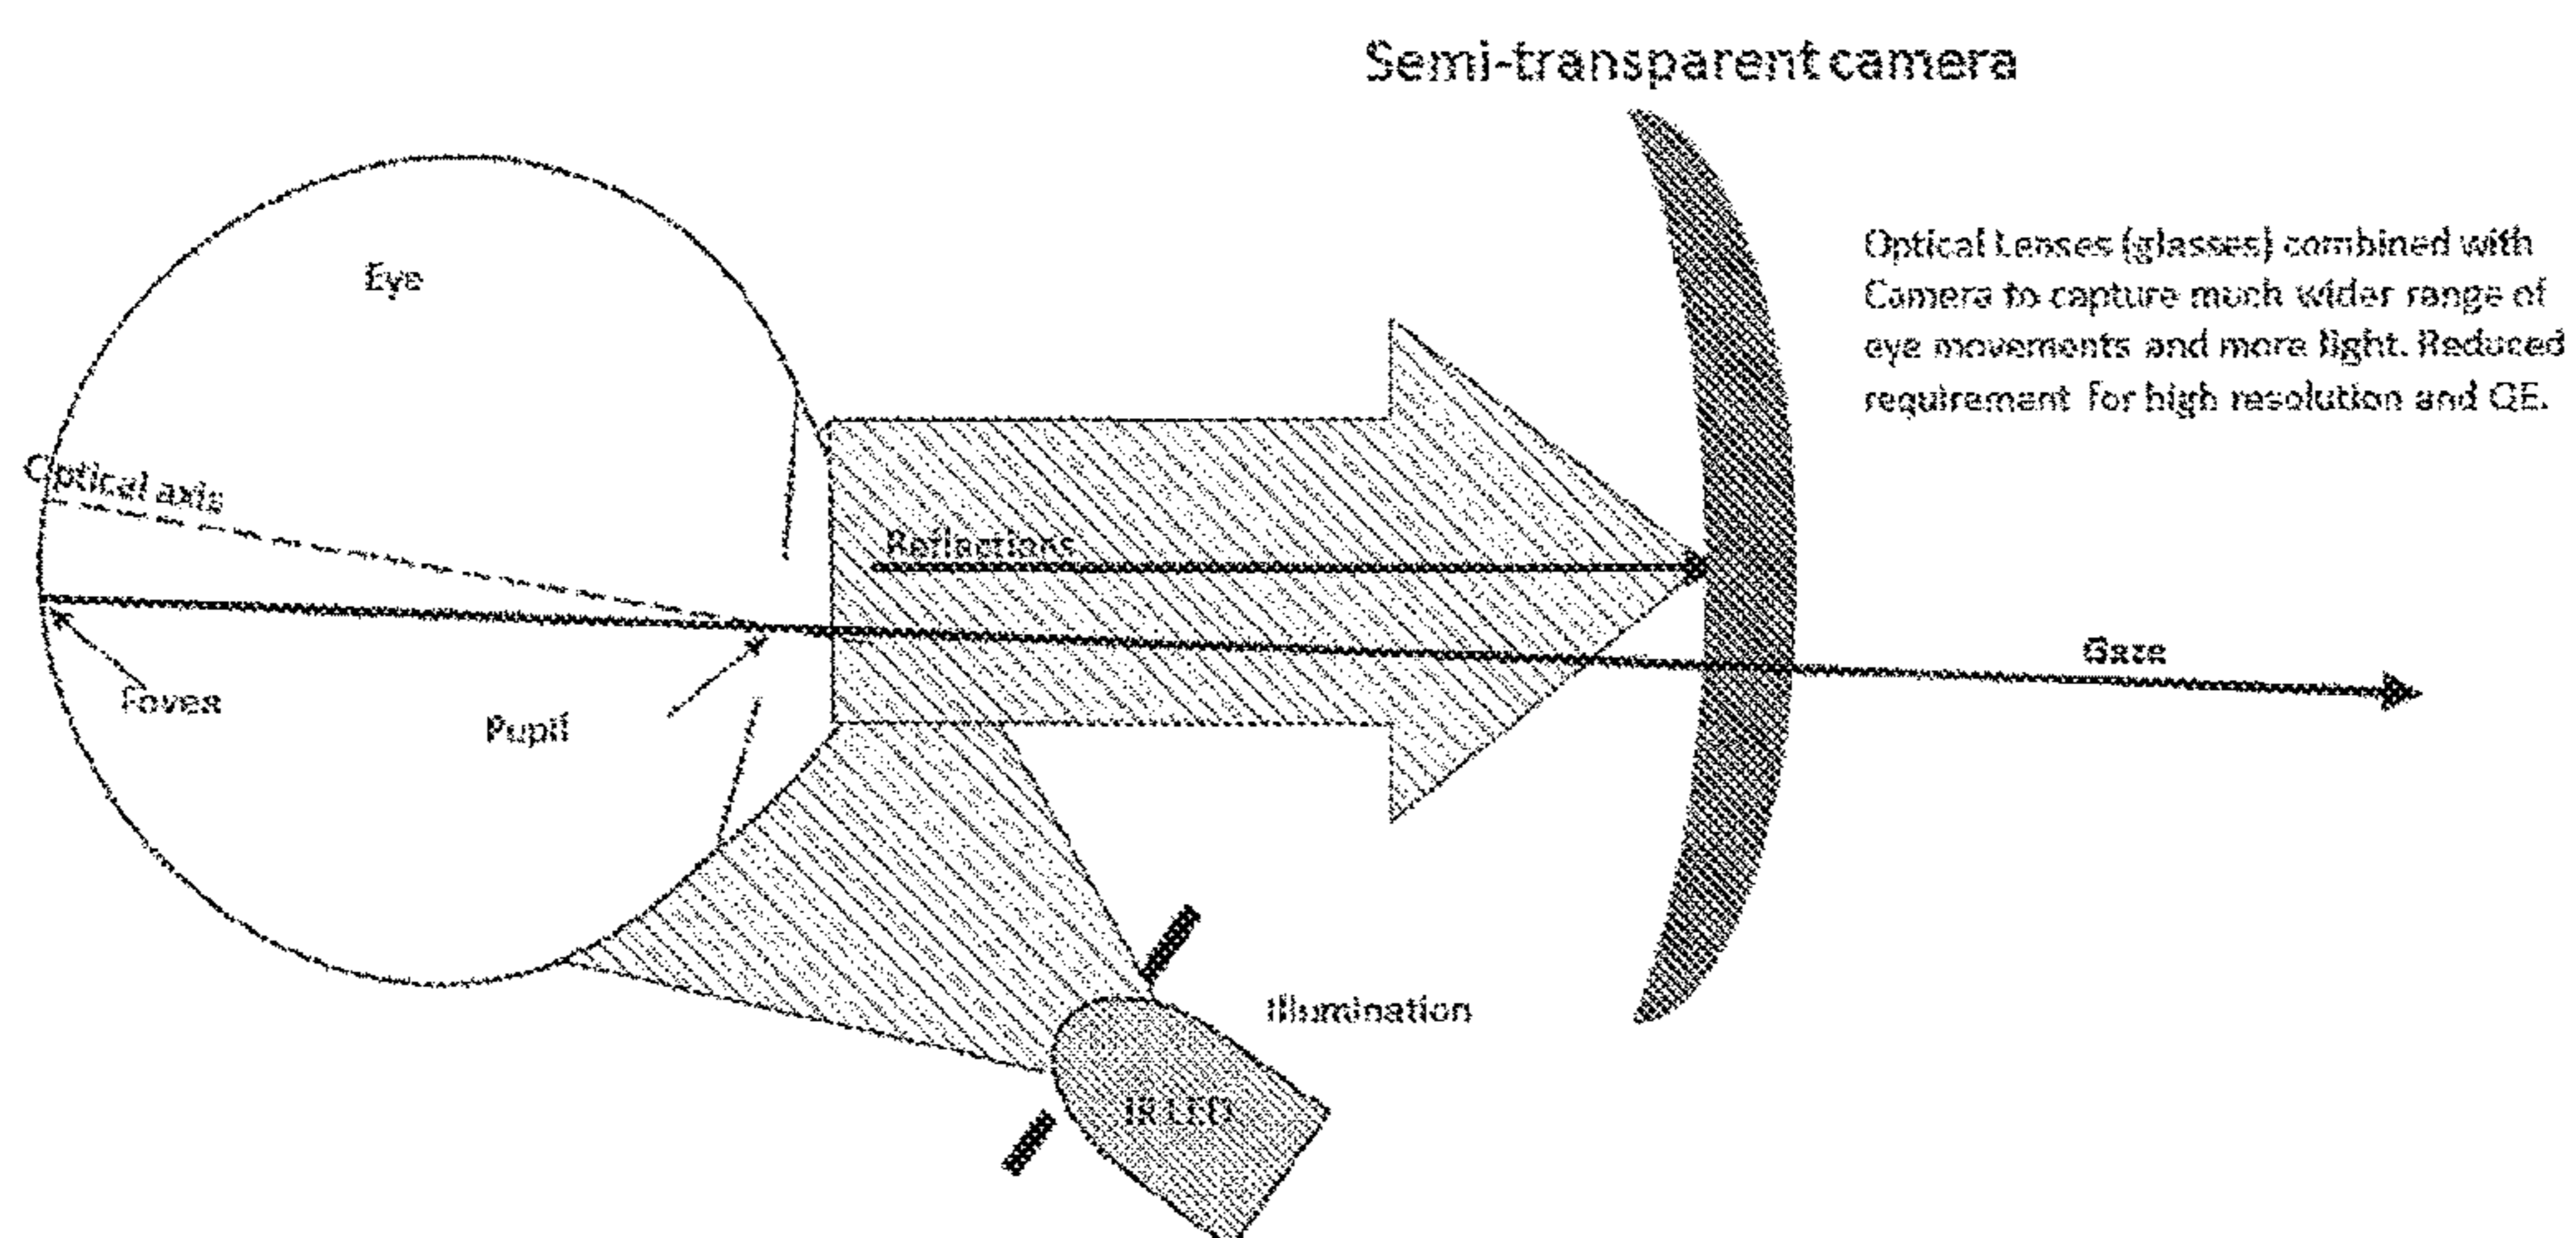 Semi-transparent camera
Optical Lenses (glasses) combined with
Camera to capture much wider range of
eye movements and more light. Reduced
requirement for high resolution and QE.
Eye
Optical axis
Reflections
Gaze
Fovea
Pupil
Illumination
IR LED